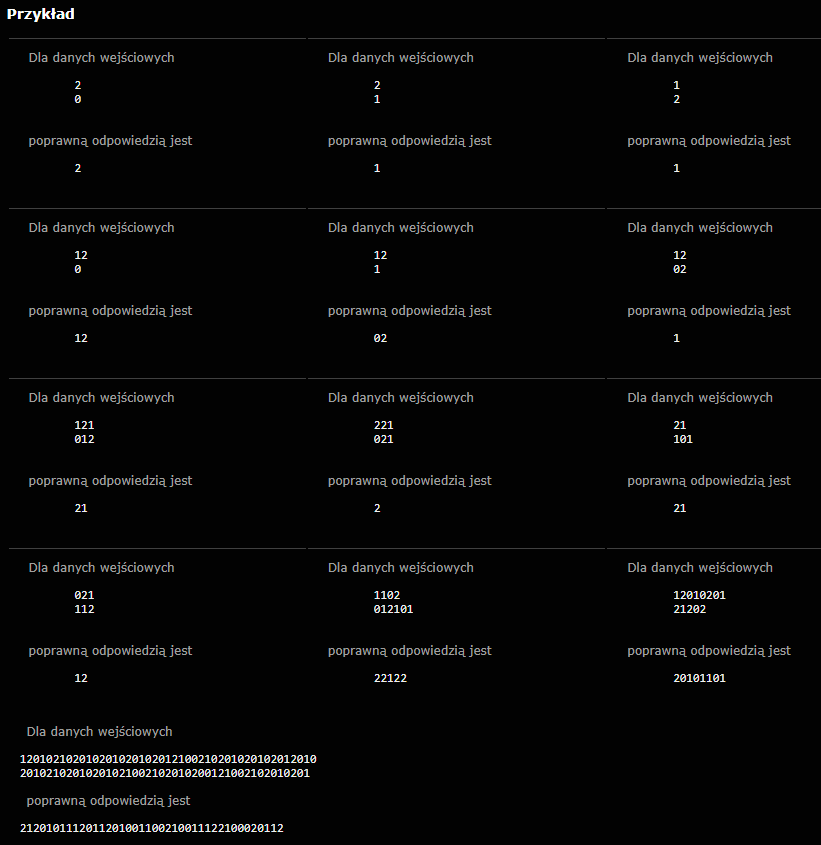 Przykład
Dla danych wejściowych
2
0
poprawną odpowiedzią jest
2
Dla danych wejściowych
2
1
poprawną odpowiedzią jest
1
Dla danych wejściowych
1
2
poprawną odpowiedzią jest
1
Dla danych wejściowych
12
0
poprawną odpowiedzią jest
12
Dla danych wejściowych
12
1
poprawną odpowiedzią jest
02
Dla danych wejściowych
12
02
poprawną odpowiedzią jest
1
Dla danych wejściowych
121
012
poprawną odpowiedzią jest
21
Dla danych wejściowych
221
021
poprawną odpowiedzią jest
2
Dla danych wejściowych
21
101
poprawną odpowiedzią jest
21
Dla danych wejściowych
021
112
poprawną odpowiedzią jest
12
Dla danych wejściowych
1102
012101
poprawną odpowiedzią jest
22122
Dla danych wejściowych
12010201
21202
poprawną odpowiedzią jest
20101101
Dla danych wejściowych
120102102010201020102012100210201020102012010
20102102010201021002102010200121002102010201
poprawną odpowiedzią jest
2120101112011201001100210011122100020112